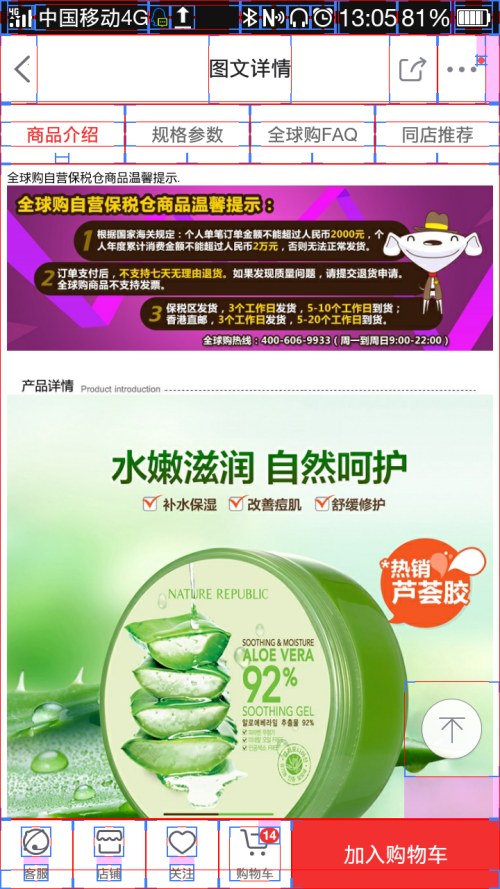 中国移动4G
13:05 81%
图文详情
商品介绍 规格参数 全球购FAQ 同店推荐
全球购自营保税仓商品温馨提示.
全球购自营保税仓商品温馨提示：
1 根据国家海关规定：个人单笔订单金额不能超过人民币2000元，个
人年度累计消费金额不能超过人民币2万元，否则无法正常发货。
2 订单支付后，不支持七天无理由退货。如果发现质量问题，请提交退货申请。
全球购商品不支持发票。
3 保税区发货，3个工作日发货，5-10个工作日到货；
香港直邮，3个工作日发货，5-20个工作日到货。
全球购热线：400-606-9933（周一到周日9:00-22:00）
产品详情 Product introduction
水嫩滋润 自然呵护
补水保湿 改善痘肌 舒缓修护
*热销
芦荟胶
NATURE REPUBLIC
SOOTHING & MOISTURE
ALOE VERA
92%
SOOTHING GEL
알로에베라잎 추출물 92%
客服 店铺 关注 购物车 14
加入购物车